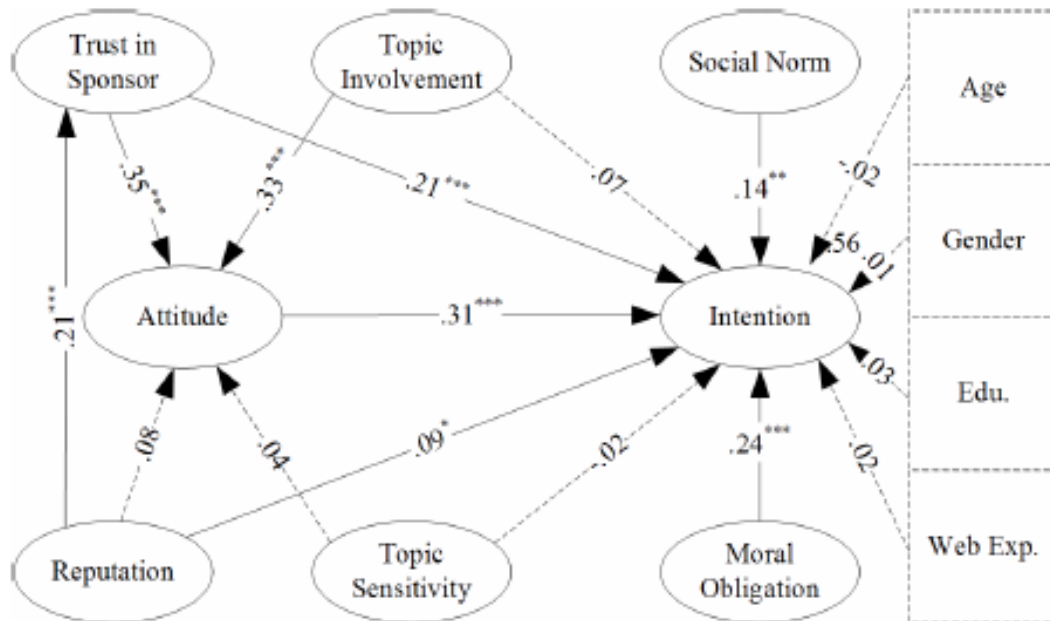 Trust in
Sponsor
Topic
Involvement
Social Norm
Age
.35***
.33***
.21***
.07
.14**
-.02
Gender
.56
.01
.21***
Attitude
.31***
Intention
.03
Edu.
.08
.04
.09*
-.02
.24***
.02
Reputation
Topic
Sensitivity
Moral
Obligation
Web Exp.